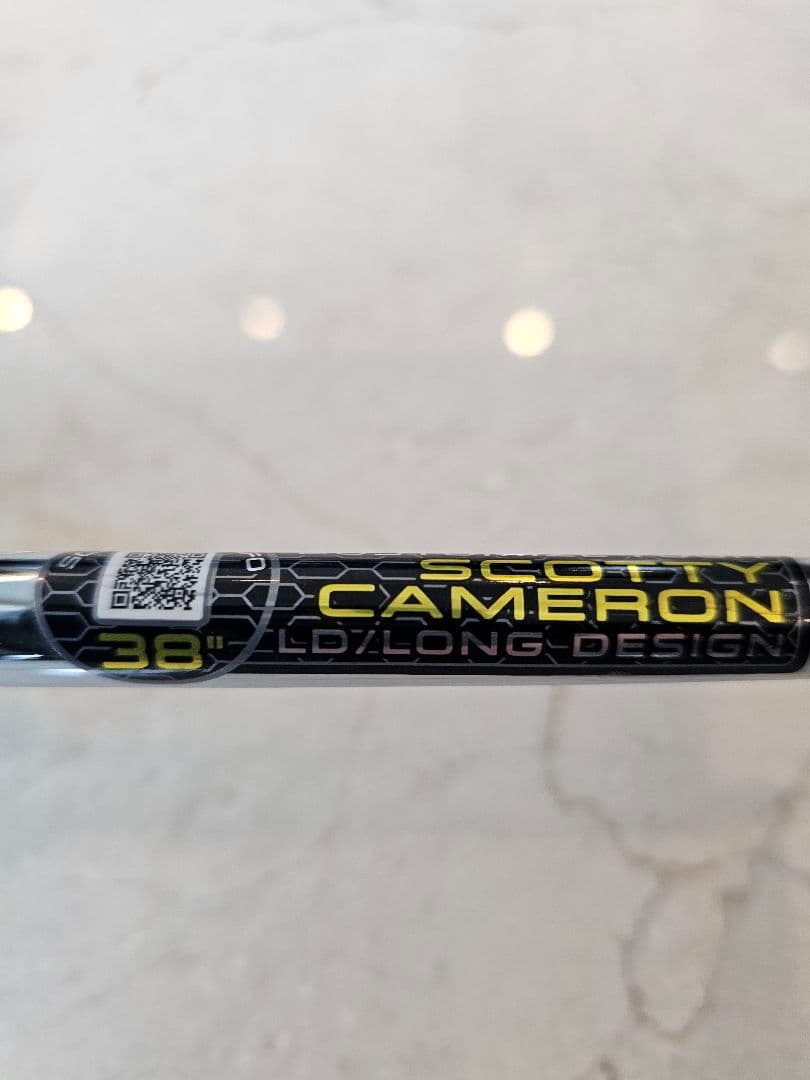 38"
SCOTTY
CAMERON
LD/LONG DESIGN